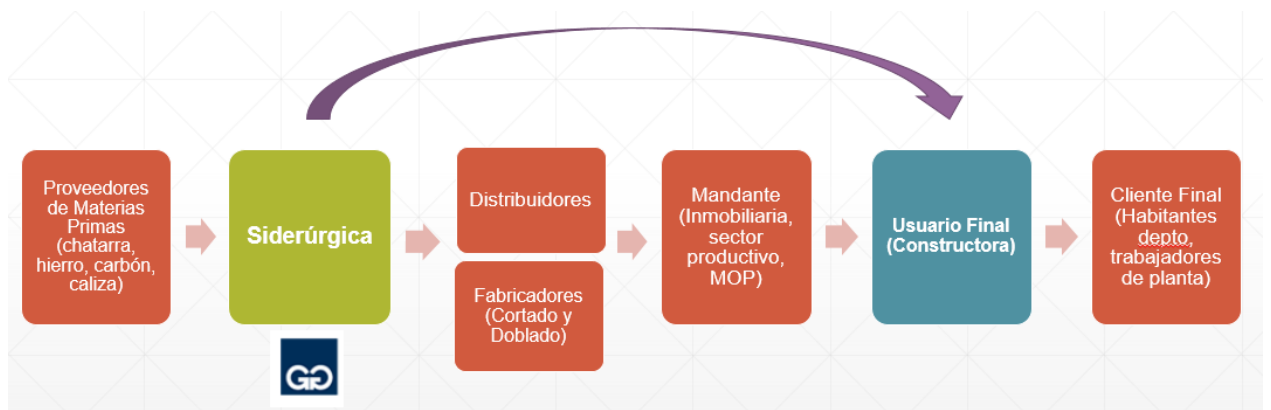 Proveedores
de Materias
Primas
(chatarra,
hierro, carbón,
caliza)
Siderúrgica
GG
Distribuidores
Fabricadores
(Cortado y
Doblado)
Mandante
(Inmobiliaria,
sector
productivo,
MOP)
Usuario Final
(Constructora)
Cliente Final
(Habitantes
depto,
trabajadores
de planta)